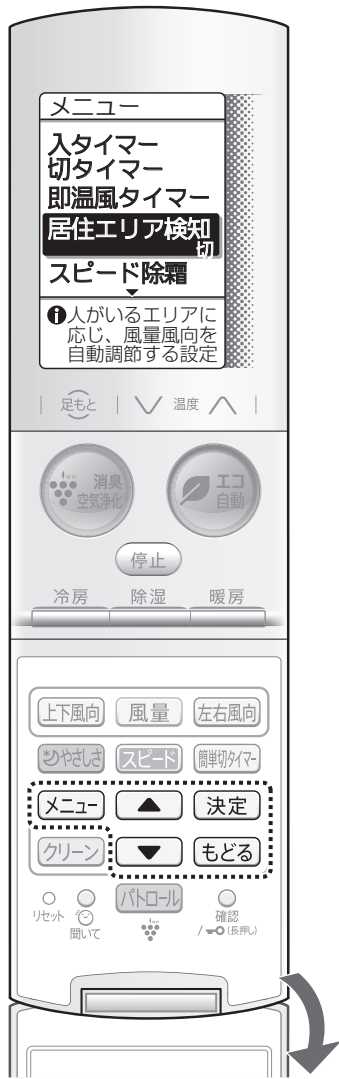 メニュー
入タイマー
切タイマー
即温風タイマー
居住エリア検知
切
スピード除霜
❶人がいるエリアに
応じ、風量風向を
自動調節する設定
足もと 温度
ion 消臭 空気浄化
エコ 自動
停止
冷房 除湿 暖房
上下風向 風量 左右風向
やさしさ スピード 簡単切タイマー
メニュー ▲ 決定
クリーン ▼ もどる
リセット 聞いて パトロール ion 確認
/ (長押し)